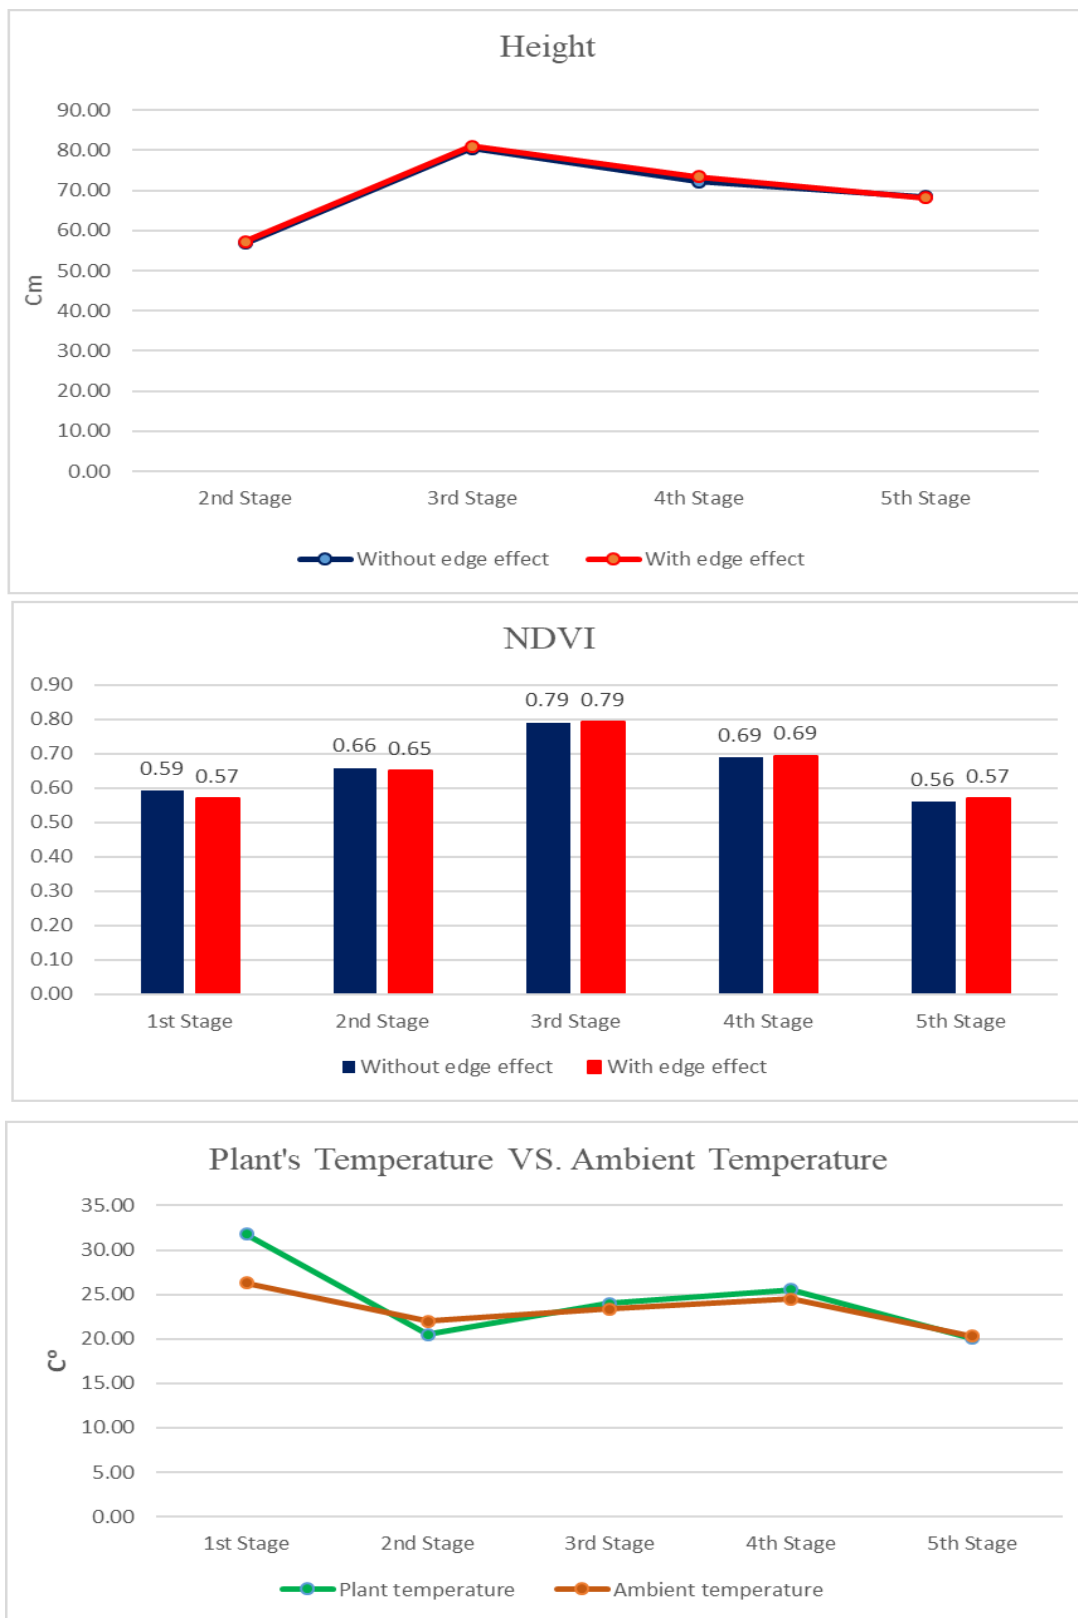 Height
90.00
80.00
70.00
60.00
50.00
40.00
30.00
20.00
10.00
0.00
Cm
2nd Stage 3rd Stage 4th Stage 5th Stage
Without edge effect With edge effect
NDVI
0.90
0.80
0.70
0.60
0.50
0.40
0.30
0.20
0.10
0.00
0.59 0.57 0.66 0.65 0.79 0.79 0.69 0.69 0.56 0.57
1st Stage 2nd Stage 3rd Stage 4th Stage 5th Stage
Without edge effect With edge effect
Plant's Temperature VS. Ambient Temperature
35.00
30.00
25.00
20.00
15.00
10.00
5.00
0.00
Cº
1st Stage 2nd Stage 3rd Stage 4th Stage 5th Stage
Plant temperature Ambient temperature